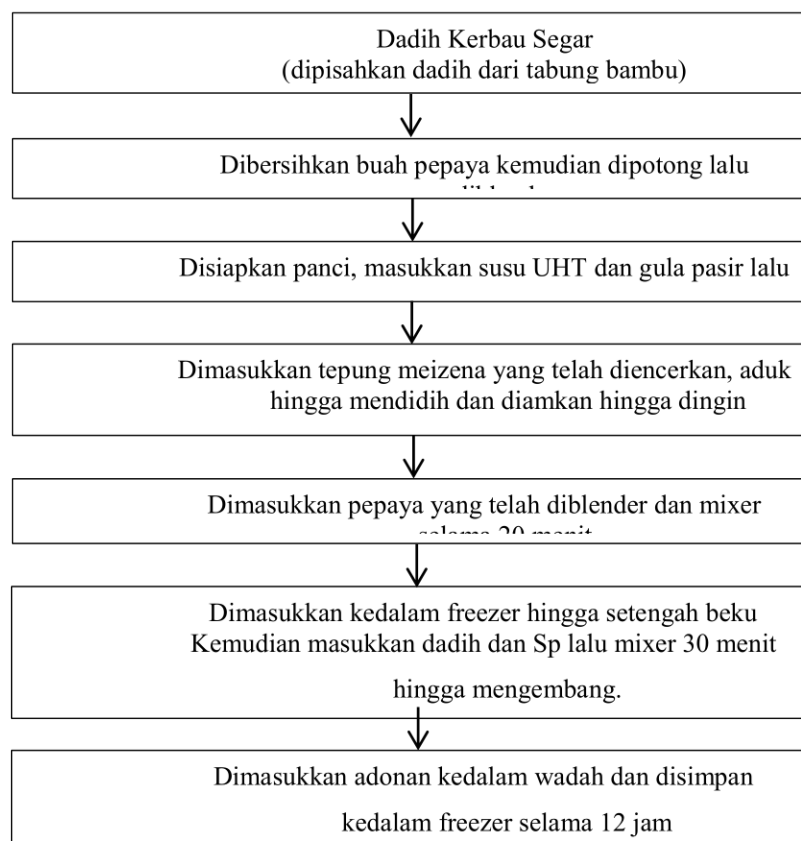 Dadih Kerbau Segar
(dipisahkan dadih dari tabung bambu)
Dibersihkan buah pepaya kemudian dipotong lalu
Disiapkan panci, masukkan susu UHT dan gula pasir lalu
Dimasukkan tepung meizena yang telah diencerkan, aduk
hingga mendidih dan diamkan hingga dingin
Dimasukkan pepaya yang telah diblender dan mixer
selama 20 menit
Dimasukkan kedalam freezer hingga setengah beku
Kemudian masukkan dadih dan Sp lalu mixer 30 menit
hingga mengembang.
Dimasukkan adonan kedalam wadah dan disimpan
kedalam freezer selama 12 jam